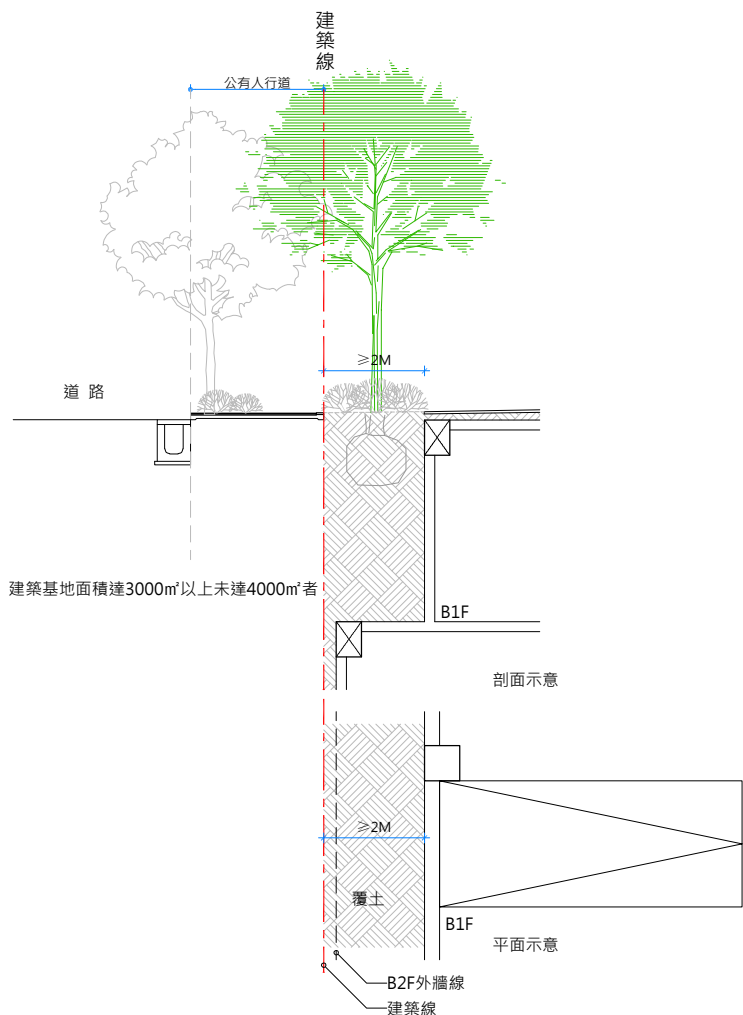 建築線
公有人行道
≥2M
道 路
建築基地面積達3000㎡以上未達4000㎡者
B1F
剖面示意
≥2M
覆土
B1F
平面示意
B2F外牆線
建築線